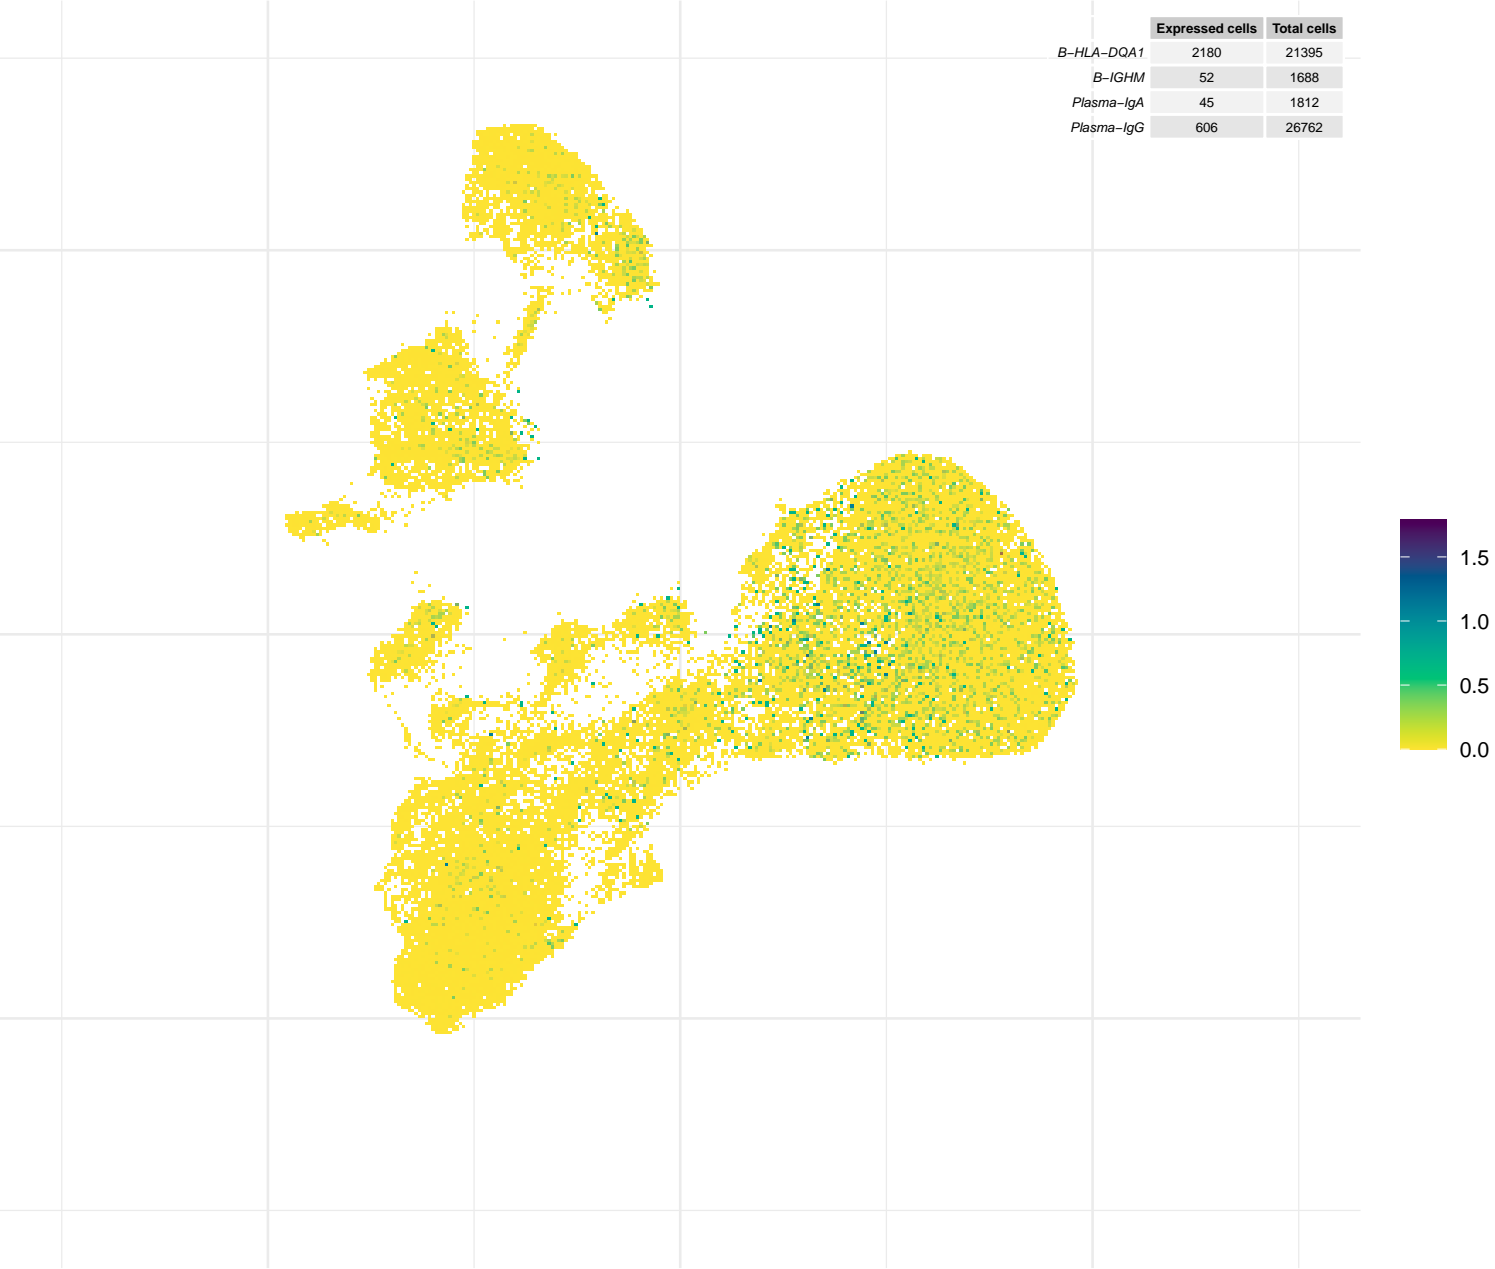 Expressed cells Total cells
B−HLA−DQA1 2180 21395
B−IGHM 52 1688
Plasma−IgA 45 1812
Plasma−IgG 606 26762
1.5
1.0
0.5
0.0